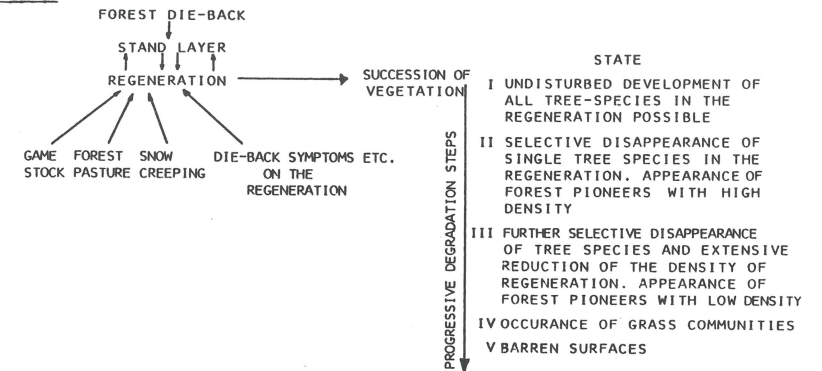 FOREST DIE-BACK
STAND LAYER
REGENERATION
GAME FOREST SNOW
STOCK PASTURE CREEPING
DIE-BACK SYMPTOMS ETC.
ON THE
REGENERATION
SUCCESSION OF
VEGETATION
PROGRESSIVE DEGRADATION STEPS
STATE
I UNDISTURBED DEVELOPMENT OF
ALL TREE-SPECIES IN THE
REGENERATION POSSIBLE
II SELECTIVE DISAPPEARANCE OF
SINGLE TREE SPECIES IN THE
REGENERATION. APPEARANCE OF
FOREST PIONEERS WITH HIGH
DENSITY
III FURTHER SELECTIVE DISAPPEARANCE
OF TREE SPECIES AND EXTENSIVE
REDUCTION OF THE DENSITY OF
REGENERATION. APPEARANCE OF
FOREST PIONEERS WITH LOW DENSITY
IV OCCURANCE OF GRASS COMMUNITIES
V BARREN SURFACES